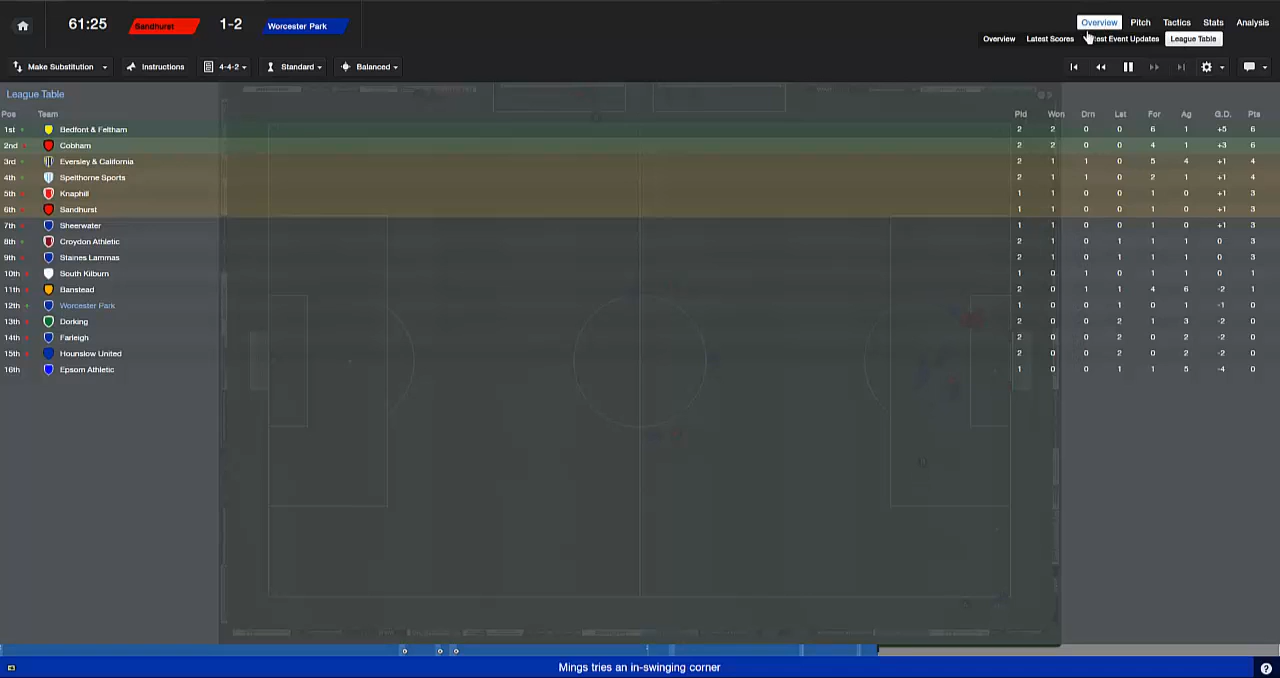 61:25 Sandhurst 1-2 Worcester Park Overview Pitch Tactics Stats Analysis
Overview Latest Scores est Event Updates League Table
Make Substitution Instructions 4-4-2 Standard Balanced
League Table
Pos Team Pld Won Drn Lst For Ag G.D. Pts
1st Bedfont & Feltham 2 2 0 0 6 1 +5 6
2nd Cobham 2 2 0 0 4 1 +3 6
3rd Eversley & California 2 1 1 0 5 4 +1 4
4th Spelthorne Sports 2 1 1 0 2 1 +1 4
5th Knaphill 1 1 0 0 1 0 +1 3
6th Sandhurst 1 1 0 0 1 0 +1 3
7th Sheerwater 1 1 0 0 1 0 +1 3
8th Croydon Athletic 2 1 0 1 1 1 0 3
9th Staines Lammas 2 1 0 1 1 1 0 3
10th South Kilburn 1 0 1 0 1 1 0 1
11th Banstead 2 0 1 1 4 6 -2 1
12th Worcester Park 1 0 0 1 0 1 -1 0
13th Dorking 2 0 0 2 1 3 -2 0
14th Farleigh 2 0 0 2 0 2 -2 0
15th Hounslow United 2 0 0 2 0 2 -2 0
16th Epsom Athletic 1 0 0 1 1 5 -4 0
Mings tries an in-swinging corner ?